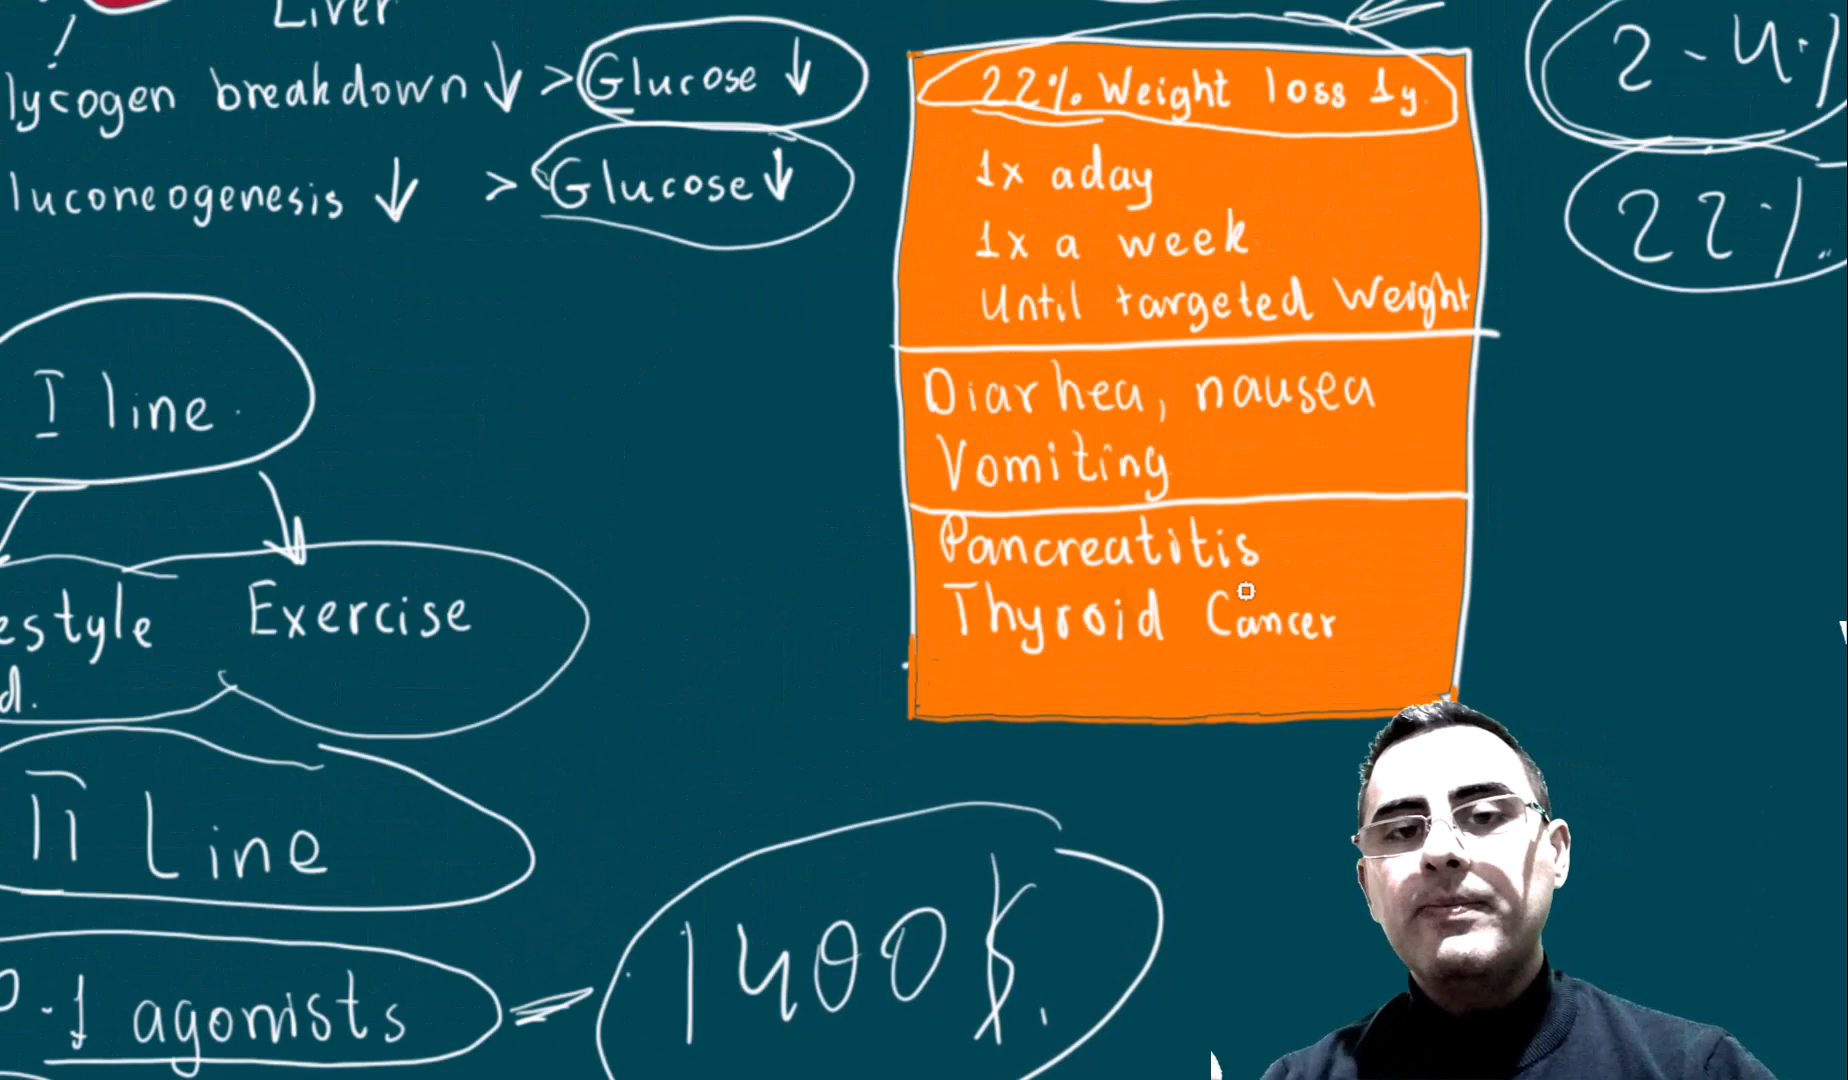 Liver
lycogen breakdown ↓ > Glucose ↓
luconeogenesis ↓ > Glucose ↓
I line.
estyle Exercise
d.
II Line
P-1 agonists - 1400$.
22% Weight loss 1y.
1x aday
1x a week
Until targeted Weight
Diarhea, nausea
Vomiting
Pancreatitis
Thyroid Cancer
2-4%
22%.